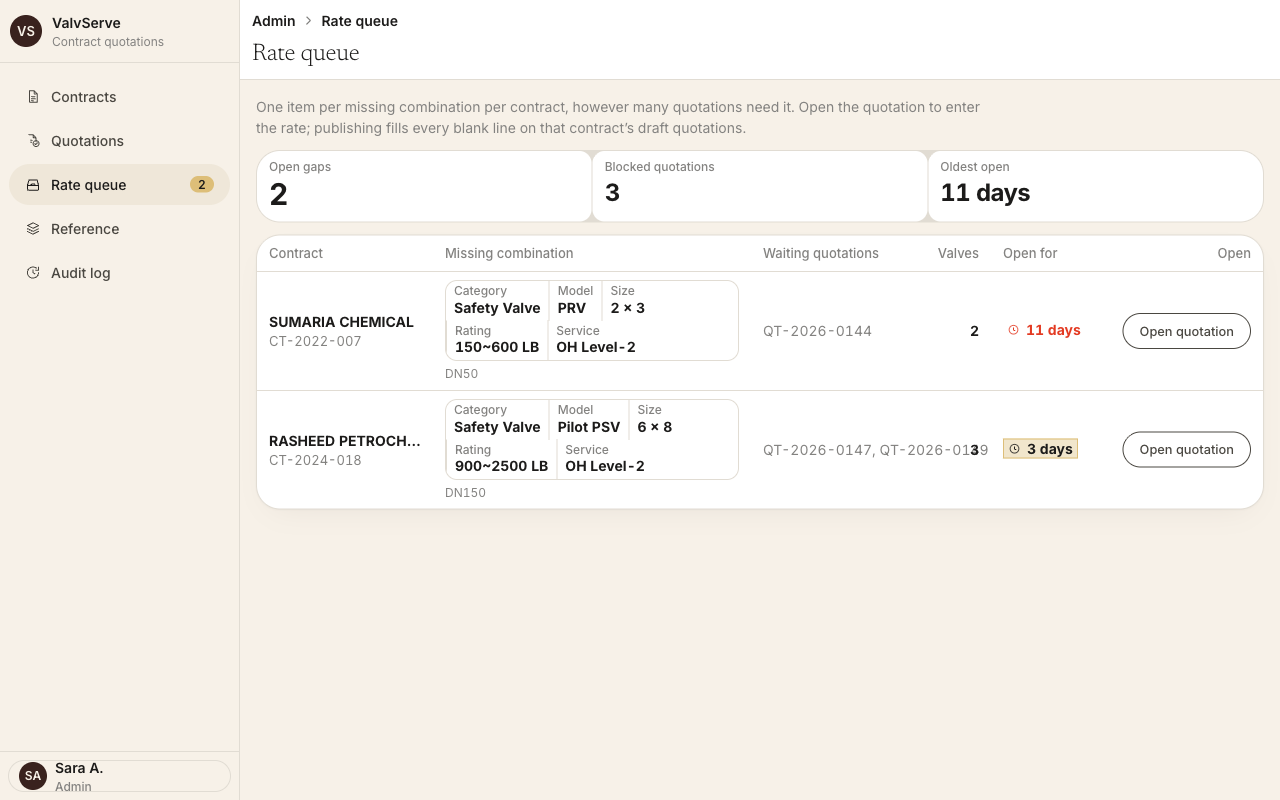 VS
ValvServe
Contract quotations
Contracts
Quotations
Rate queue 2
Reference
Audit log
SA
Sara A.
Admin
Admin > Rate queue
Rate queue
One item per missing combination per contract, however many quotations need it. Open the quotation to enter
the rate; publishing fills every blank line on that contract’s draft quotations.
Open gaps
2
Blocked quotations
3
Oldest open
11 days
Contract Missing combination Waiting quotations Valves Open for Open
SUMARIA CHEMICAL
CT-2022-007
Category Model Size
Safety Valve PRV 2 × 3
Rating Service
150~600 LB OH Level-2
DN50
QT-2026-0144 2 11 days Open quotation
RASHEED PETROCH...
CT-2024-018
Category Model Size
Safety Valve Pilot PSV 6 × 8
Rating Service
900~2500 LB OH Level-2
DN150
QT-2026-0147, 3 3 days Open quotation